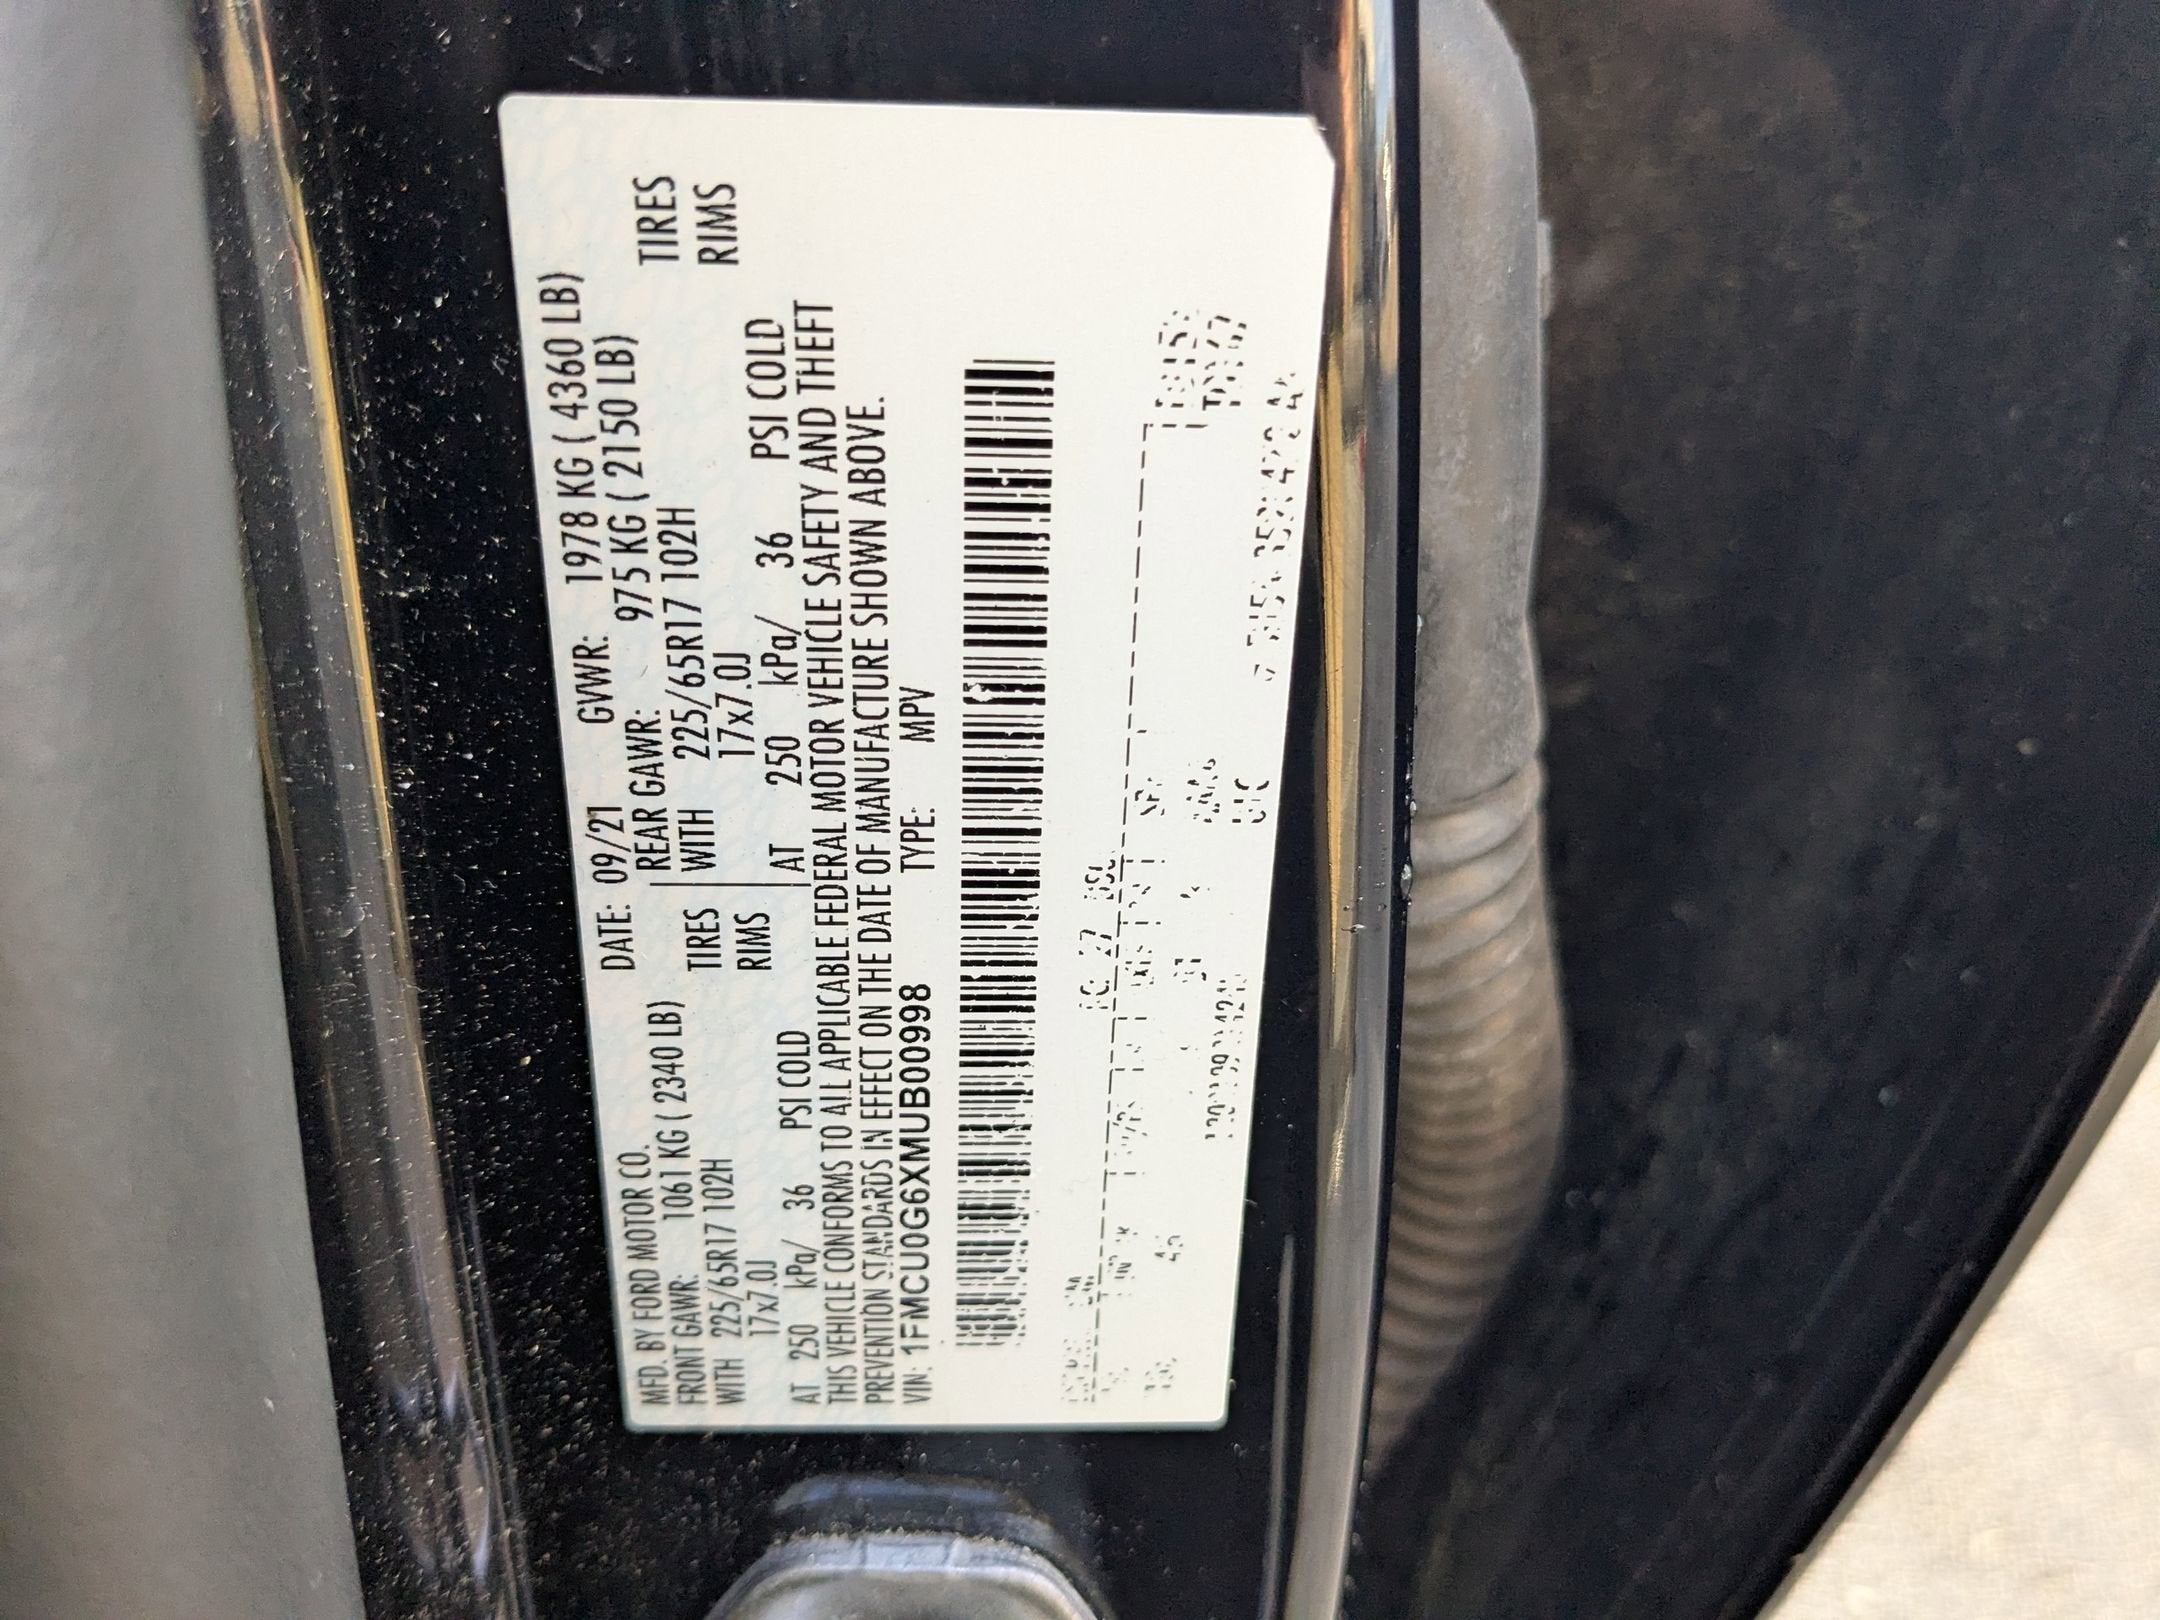 MFD. BY FORD MOTOR CO. DATE: 09/21 GVWR: 1978 KG ( 4360 LB)
FRONT GAWR: 1061 KG ( 2340 LB) REAR GAWR: 975 KG ( 2150 LB)
WITH 225/65R17 102H TIRES WITH 225/65R17 102H TIRES
17x7.0J RIMS 17x7.0J RIMS
AT 250 kPa/ 36 PSI COLD AT 250 kPa/ 36 PSI COLD
THIS VEHICLE CONFORMS TO ALL APPLICABLE FEDERAL MOTOR VEHICLE SAFETY AND THEFT
PREVENTION STANDARDS IN EFFECT ON THE DATE OF MANUFACTURE SHOWN ABOVE.
VIN: 1FMCU0G6XMUB00998 TYPE: MPV